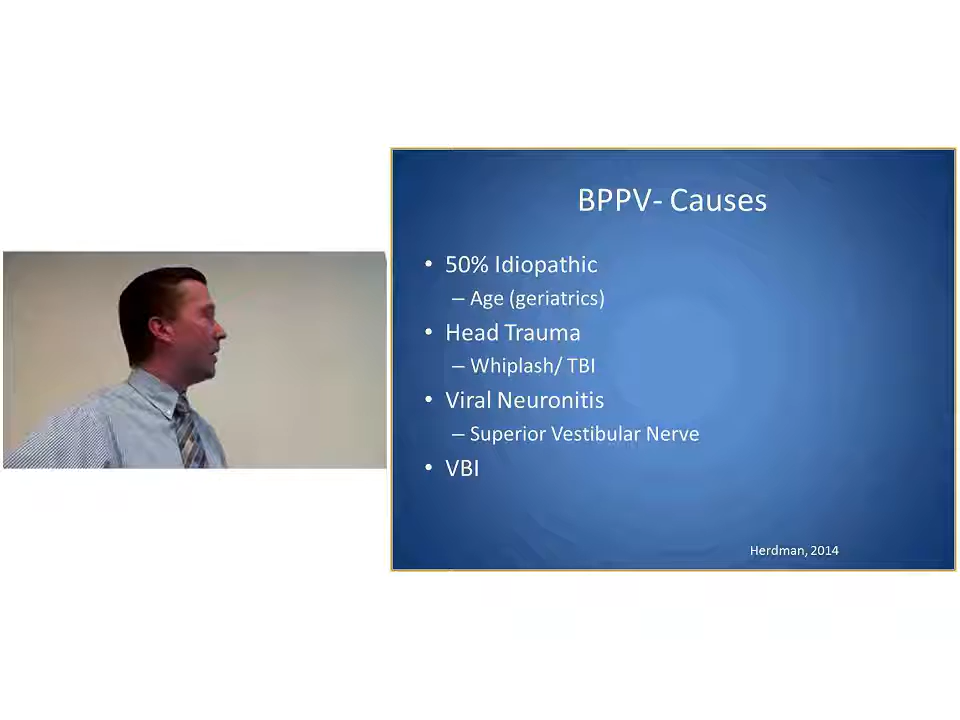 BPPV- Causes
• 50% Idiopathic
– Age (geriatrics)
• Head Trauma
– Whiplash/ TBI
• Viral Neuronitis
– Superior Vestibular Nerve
• VBI
Herdman, 2014